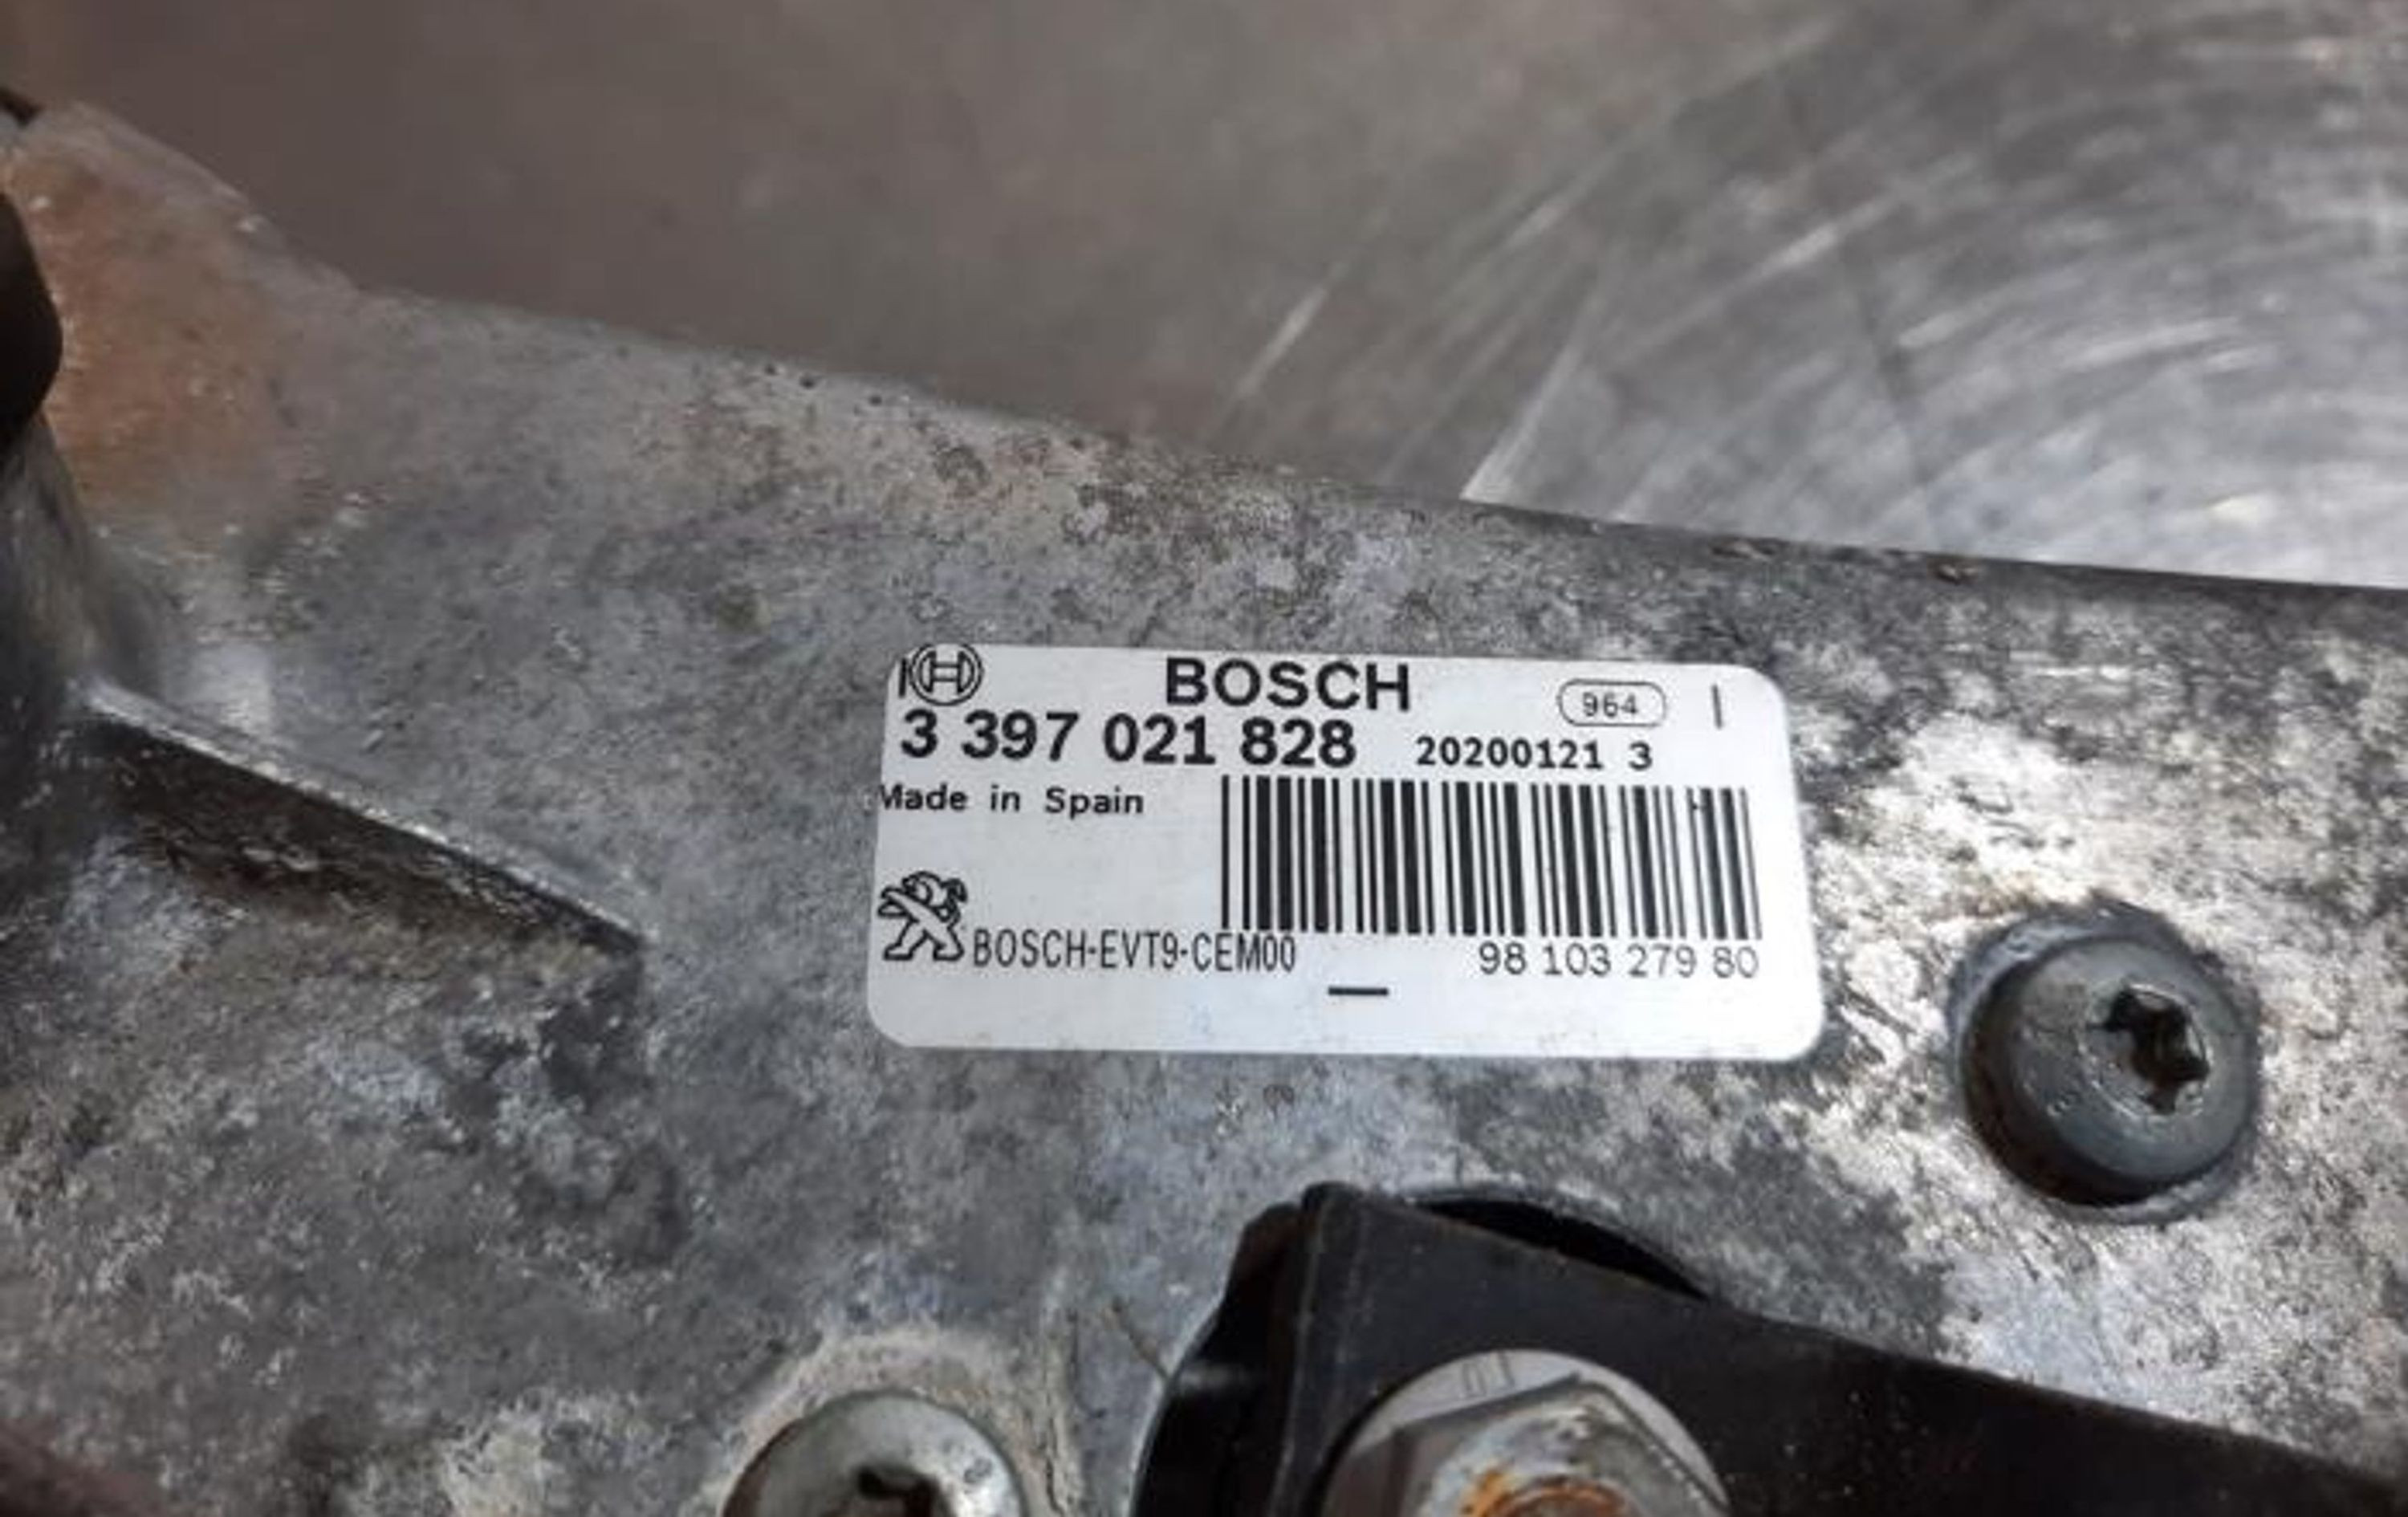 BOSCH
964
3 397 021 828 20200121 3
Made in Spain
BOSCH-EVT9-CEM00
98 103 279 80